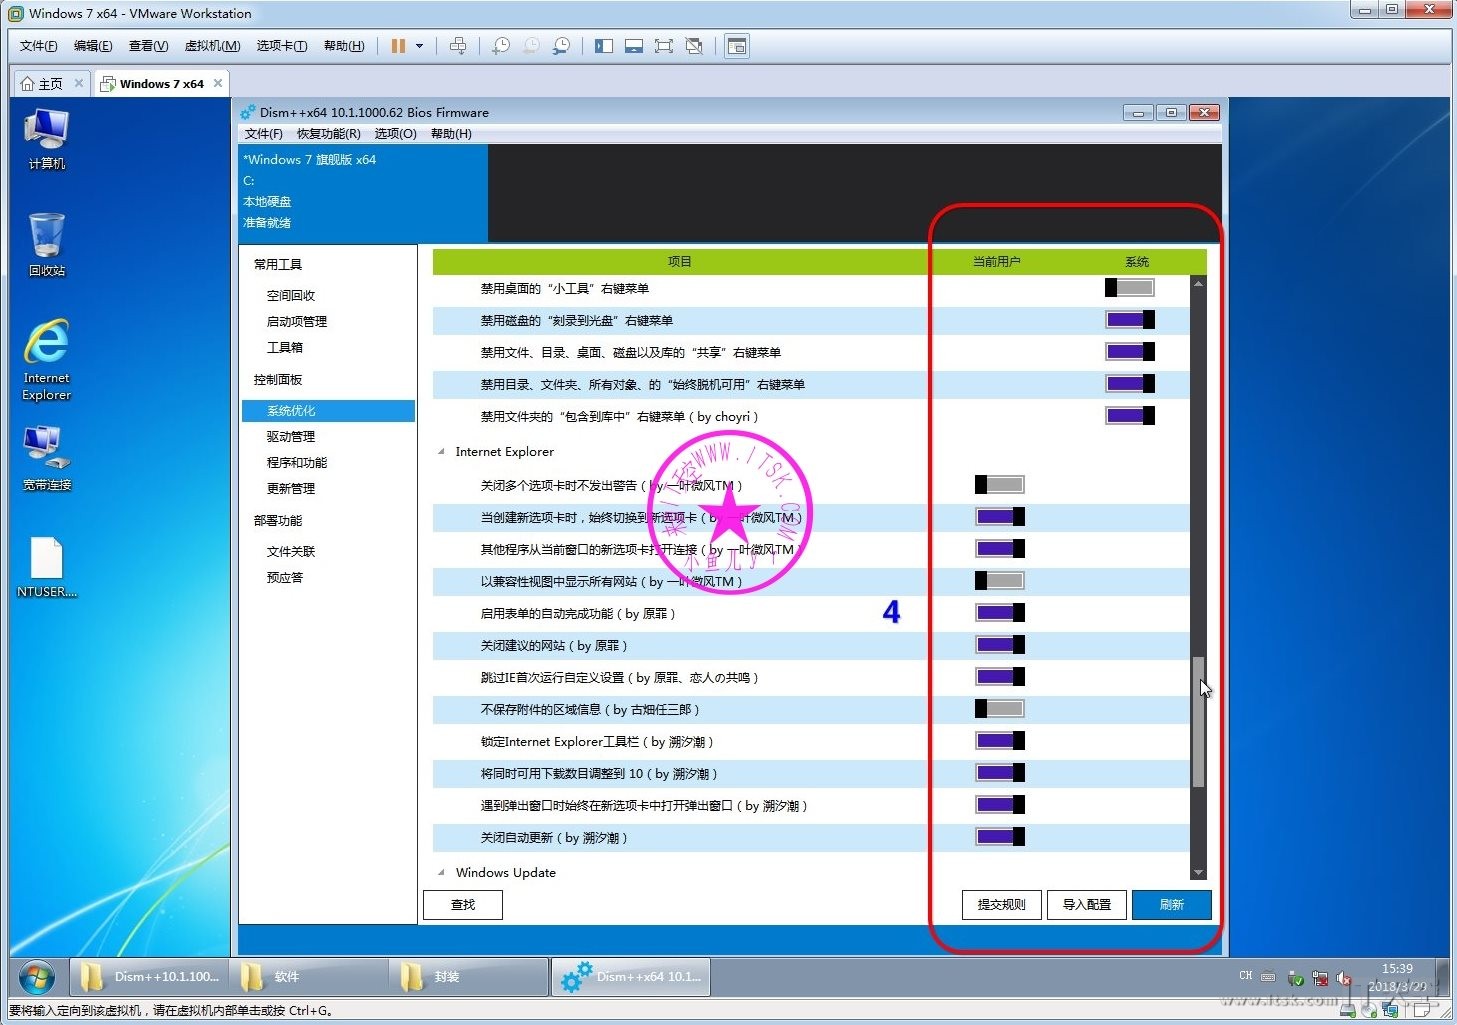 Windows 7 x64 - VMware Workstation
文件(F) 编辑(E) 查看(V) 虚拟机(M) 选项卡(T) 帮助(H)
主页 Windows 7 x64
计算机
回收站
Internet
Explorer
宽带连接
NTUSER....
Dism++x64 10.1.1000.62 Bios Firmware
文件(F) 恢复功能(R) 选项(O) 帮助(H)
*Windows 7 旗舰版 x64
C:
本地硬盘
准备就绪
常用工具
空间回收
启动项管理
工具箱
控制面板
系统优化
驱动管理
程序和功能
更新管理
部署功能
文件关联
预应答
项目 当前用户 系统
禁用桌面的“小工具”右键菜单
禁用磁盘的“刻录到光盘”右键菜单
禁用文件、目录、桌面、磁盘以及库的“共享”右键菜单
禁用目录、文件夹、所有对象、的“始终脱机可用”右键菜单
禁用文件夹的“包含到库中”右键菜单(by choyri)
Internet Explorer
关闭多个选项卡时不发出警告(by 一叶微风TM)
当创建新选项卡时,始终切换到新选项卡(by 一叶微风TM)
其他程序从当前窗口的新选项卡打开连接(by 一叶微风TM)
以兼容性视图中显示所有网站(by 一叶微风TM)
启用表单的自动完成功能(by 原罪)
关闭建议的网站(by 原罪)
跳过IE首次运行自定义设置(by 原罪、恋人の共鸣)
不保存附件的区域信息(by 古畑任三郎)
锁定Internet Explorer工具栏(by 溯汐潮)
将同时可用下载数目调整到 10(by 溯汐潮)
遇到弹出窗口时始终在新选项卡中打开弹出窗口(by 溯汐潮)
关闭自动更新(by 溯汐潮)
Windows Update
4
WWW.ITSK.COM
小鱼儿yr
查找 提交规则 导入配置 刷新
Dism++10.1.100... 软件 封装 Dism++x64 10.1...
CH 15:39
2018/3/29
www.itsk.com
要将输入定向到该虚拟机,请在虚拟机内部单击或按 Ctrl+G。